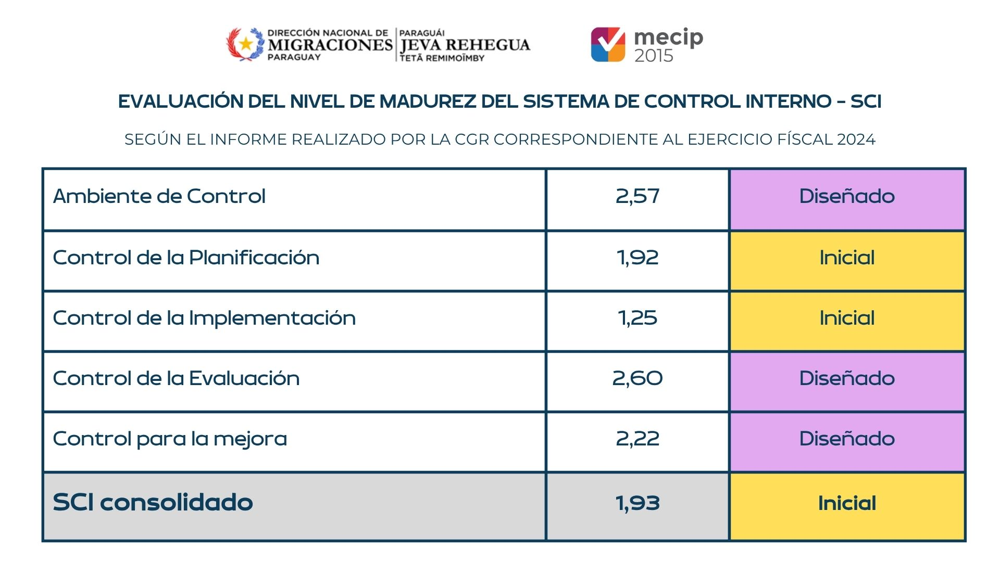 DIRECCIÓN NACIONAL DE
MIGRACIONES
PARAGUAY
PARAGUÁI
JEVA REHEGUA
TETÃ REMIMOĨMBY
mecip
2015
EVALUACIÓN DEL NIVEL DE MADUREZ DEL SISTEMA DE CONTROL INTERNO - SCI
SEGÚN EL INFORME REALIZADO POR LA CGR CORRESPONDIENTE AL EJERCICIO FÍSCAL 2024
Ambiente de Control 2,57 Diseñado
Control de la Planificación 1,92 Inicial
Control de la Implementación 1,25 Inicial
Control de la Evaluación 2,60 Diseñado
Control para la mejora 2,22 Diseñado
SCI consolidado 1,93 Inicial